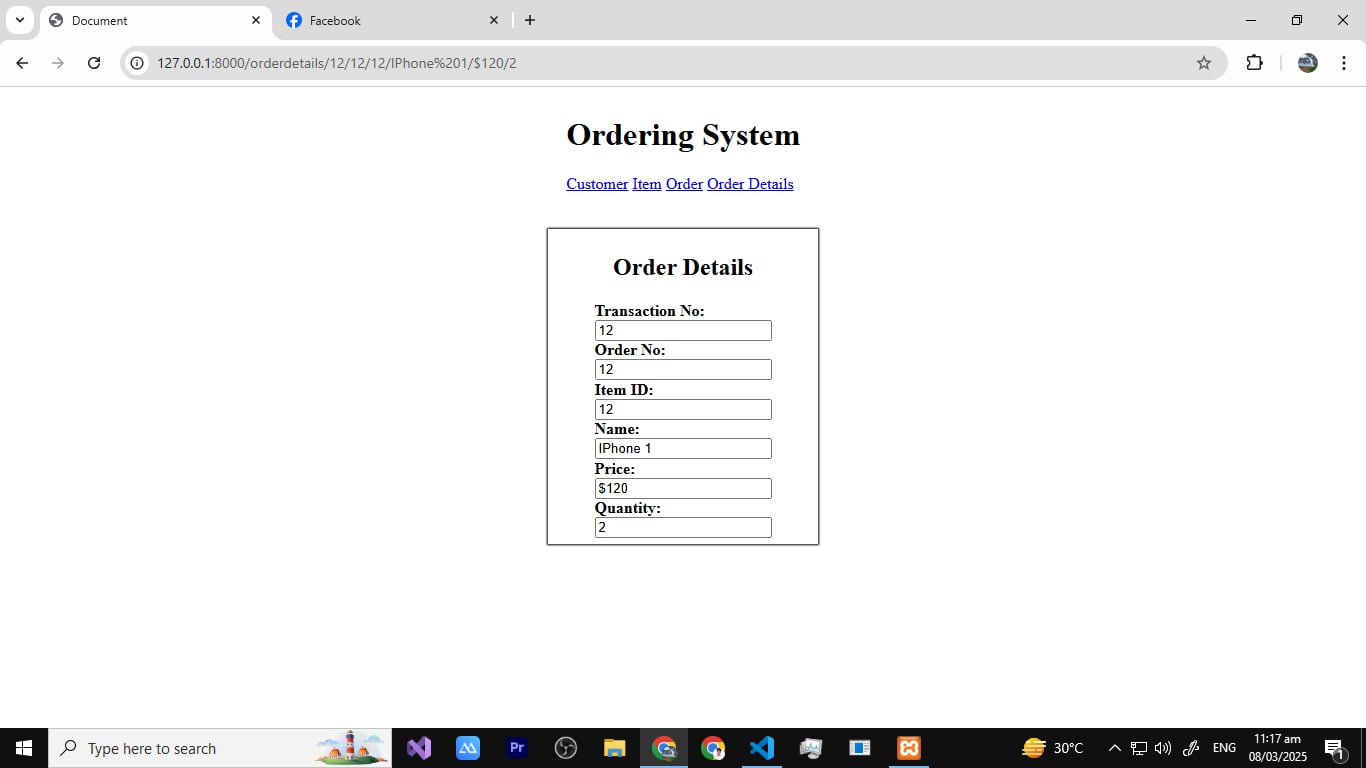 Document
Facebook
127.0.0.1:8000/orderdetails/12/12/12/IPhone%201/$120/2
Ordering System
Customer Item Order Order Details
Order Details
Transaction No:
12
Order No:
12
Item ID:
12
Name:
IPhone 1
Price:
$120
Quantity:
2
Type here to search
Pr
30°C
ENG
11:17 am
08/03/2025
1